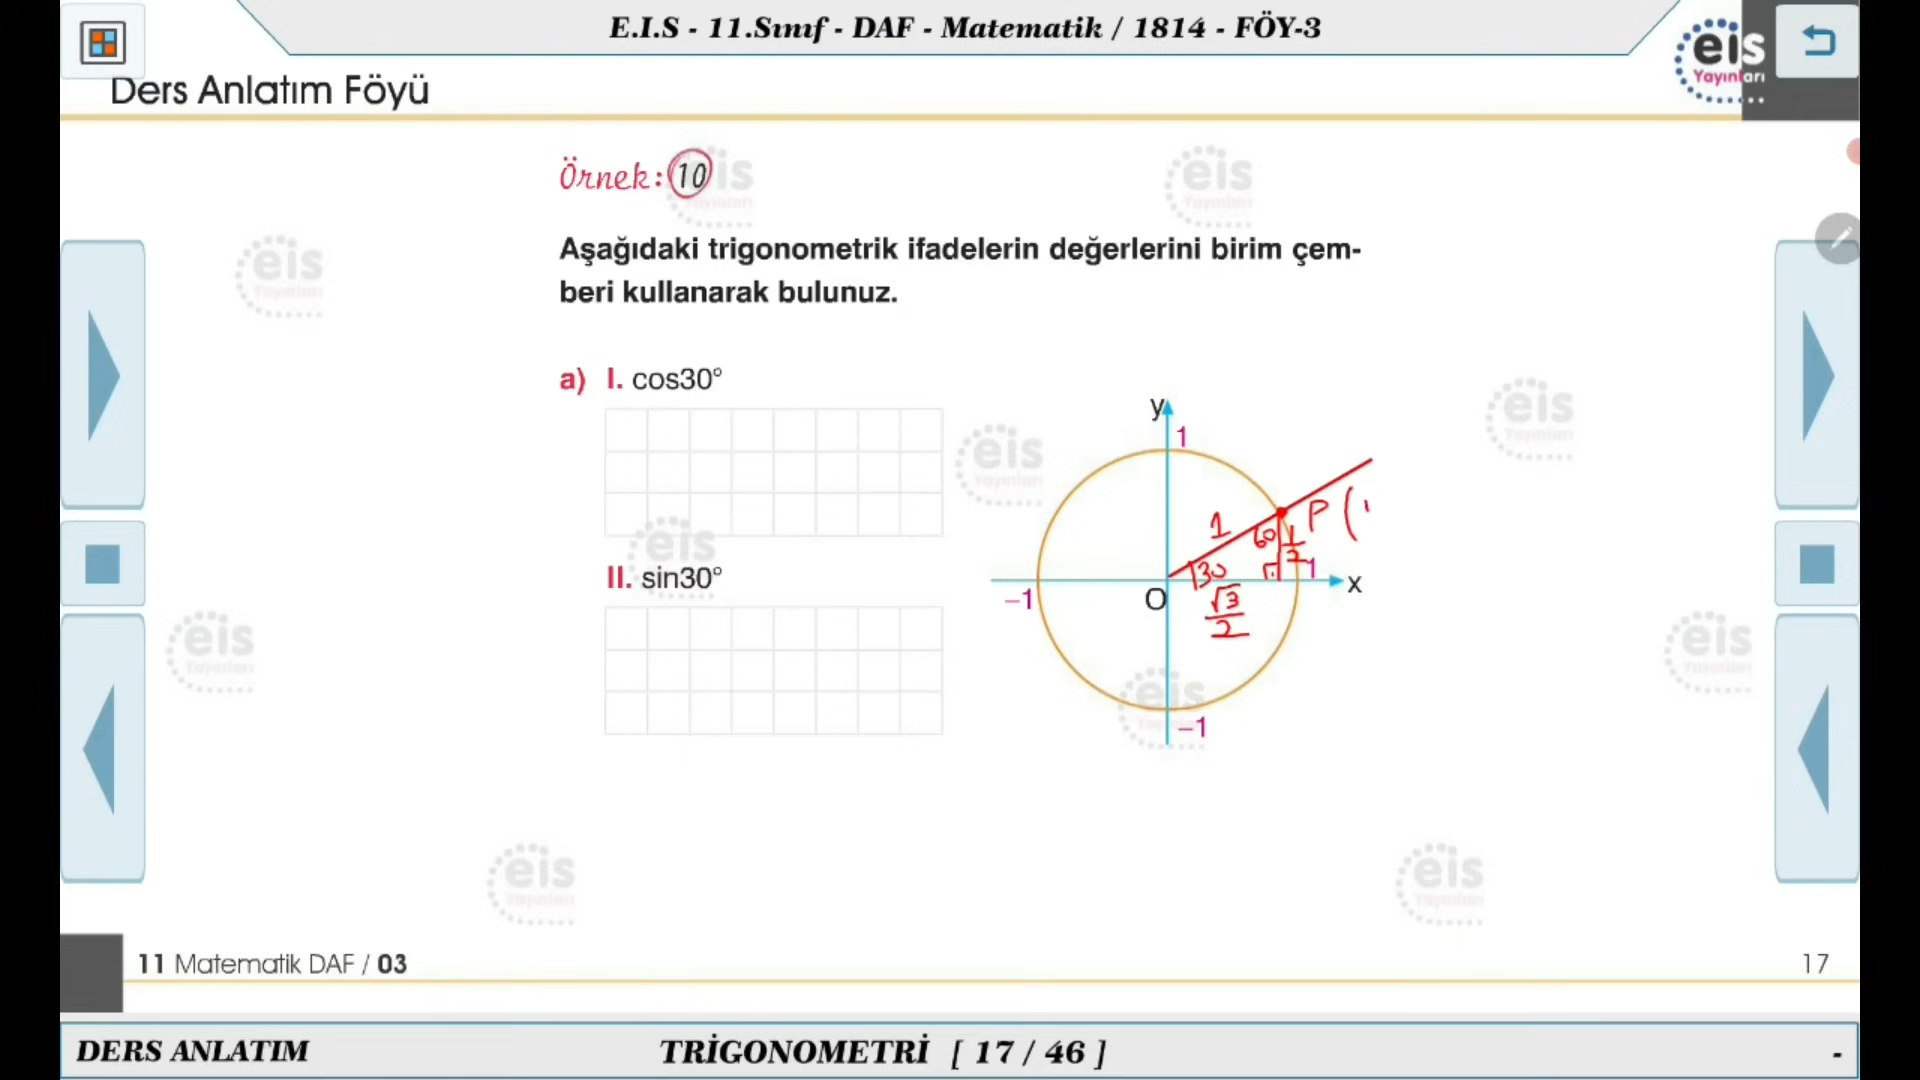 E.I.S - 11.Sınıf - DAF - Matematik / 1814 - FÖY-3
eis
Yayınları
Ders Anlatım Föyü
Örnek: 10
Aşağıdaki trigonometrik ifadelerin değerlerini birim çem-
beri kullanarak bulunuz.
a) I. cos30°
II. sin30°
y
1
1
P (
60
1/2
30
1
x
-1
O
√3/2
-1
11 Matematik DAF / 03
17
DERS ANLATIM
TRİGONOMETRİ [ 17 / 46 ]
-